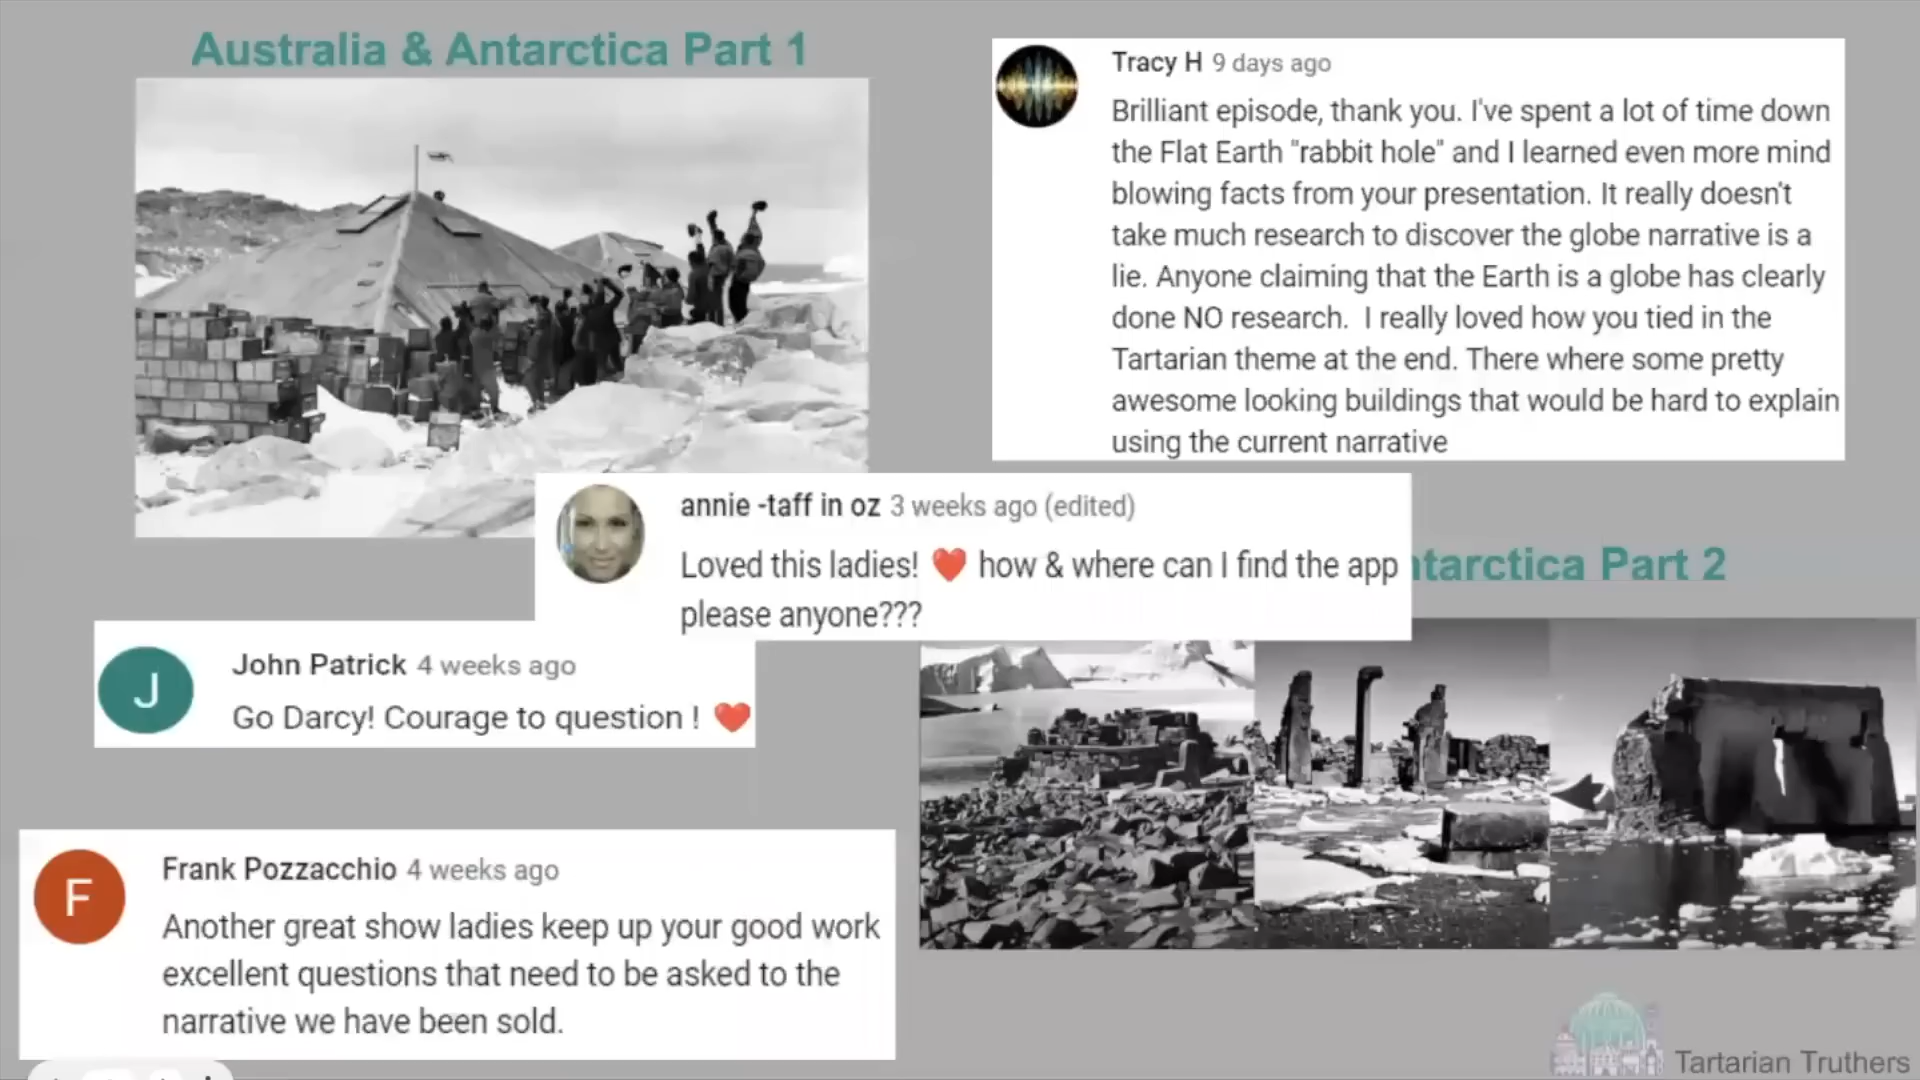 Australia & Antarctica Part 1
Tracy H 9 days ago
Brilliant episode, thank you. I've spent a lot of time down
the Flat Earth "rabbit hole" and I learned even more mind
blowing facts from your presentation. It really doesn't
take much research to discover the globe narrative is a
lie. Anyone claiming that the Earth is a globe has clearly
done NO research. I really loved how you tied in the
Tartarian theme at the end. There where some pretty
awesome looking buildings that would be hard to explain
using the current narrative
annie -taff in oz 3 weeks ago (edited)
Loved this ladies! ❤️ how & where can I find the app
please anyone???
ntarctica Part 2
J
John Patrick 4 weeks ago
Go Darcy! Courage to question ! ❤️
F
Frank Pozzacchio 4 weeks ago
Another great show ladies keep up your good work
excellent questions that need to be asked to the
narrative we have been sold.
Tartarian Truthers